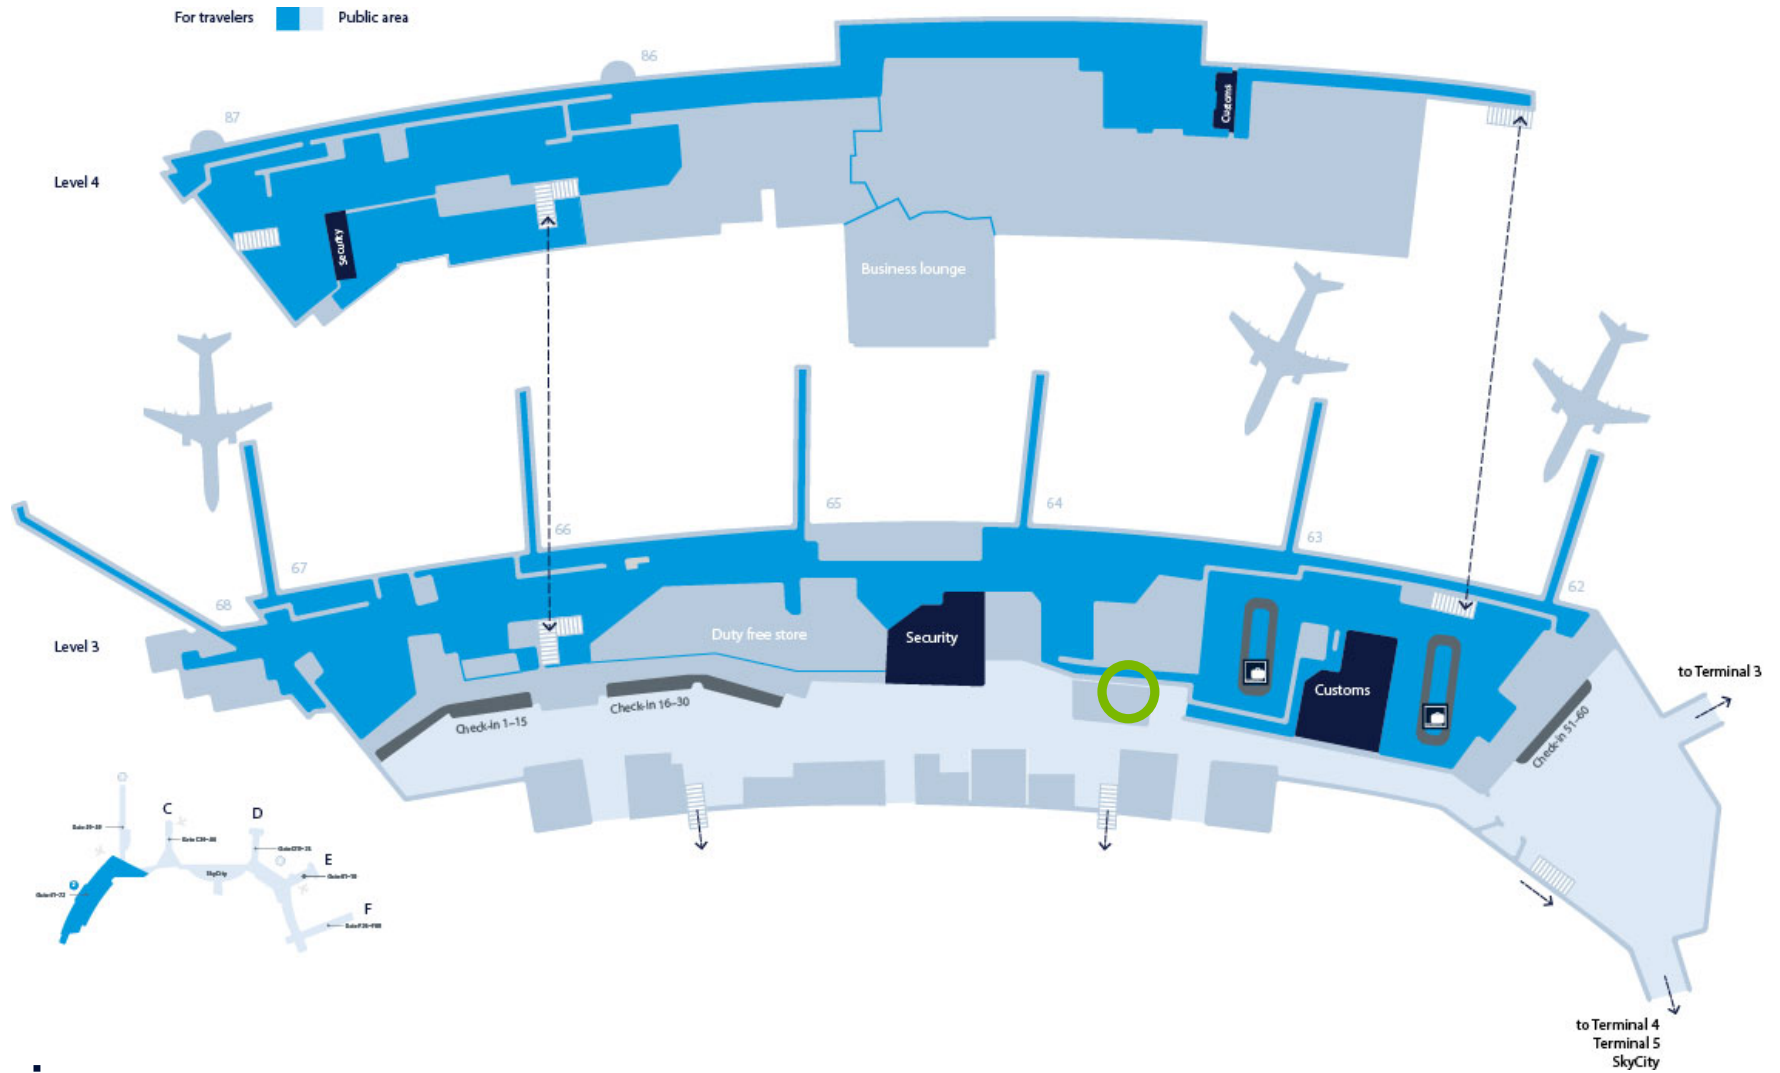 For travelers
Public area
86
87
Level 4
Customs
Security
Business lounge
65
64
66
63
67
62
68
Level 3
Duty free store
Security
Customs
to Terminal 3
Check-in 1–15
Check-in 16–30
Check-in 51–60
C
D
E
F
SkyCity
to Terminal 4
Terminal 5
SkyCity